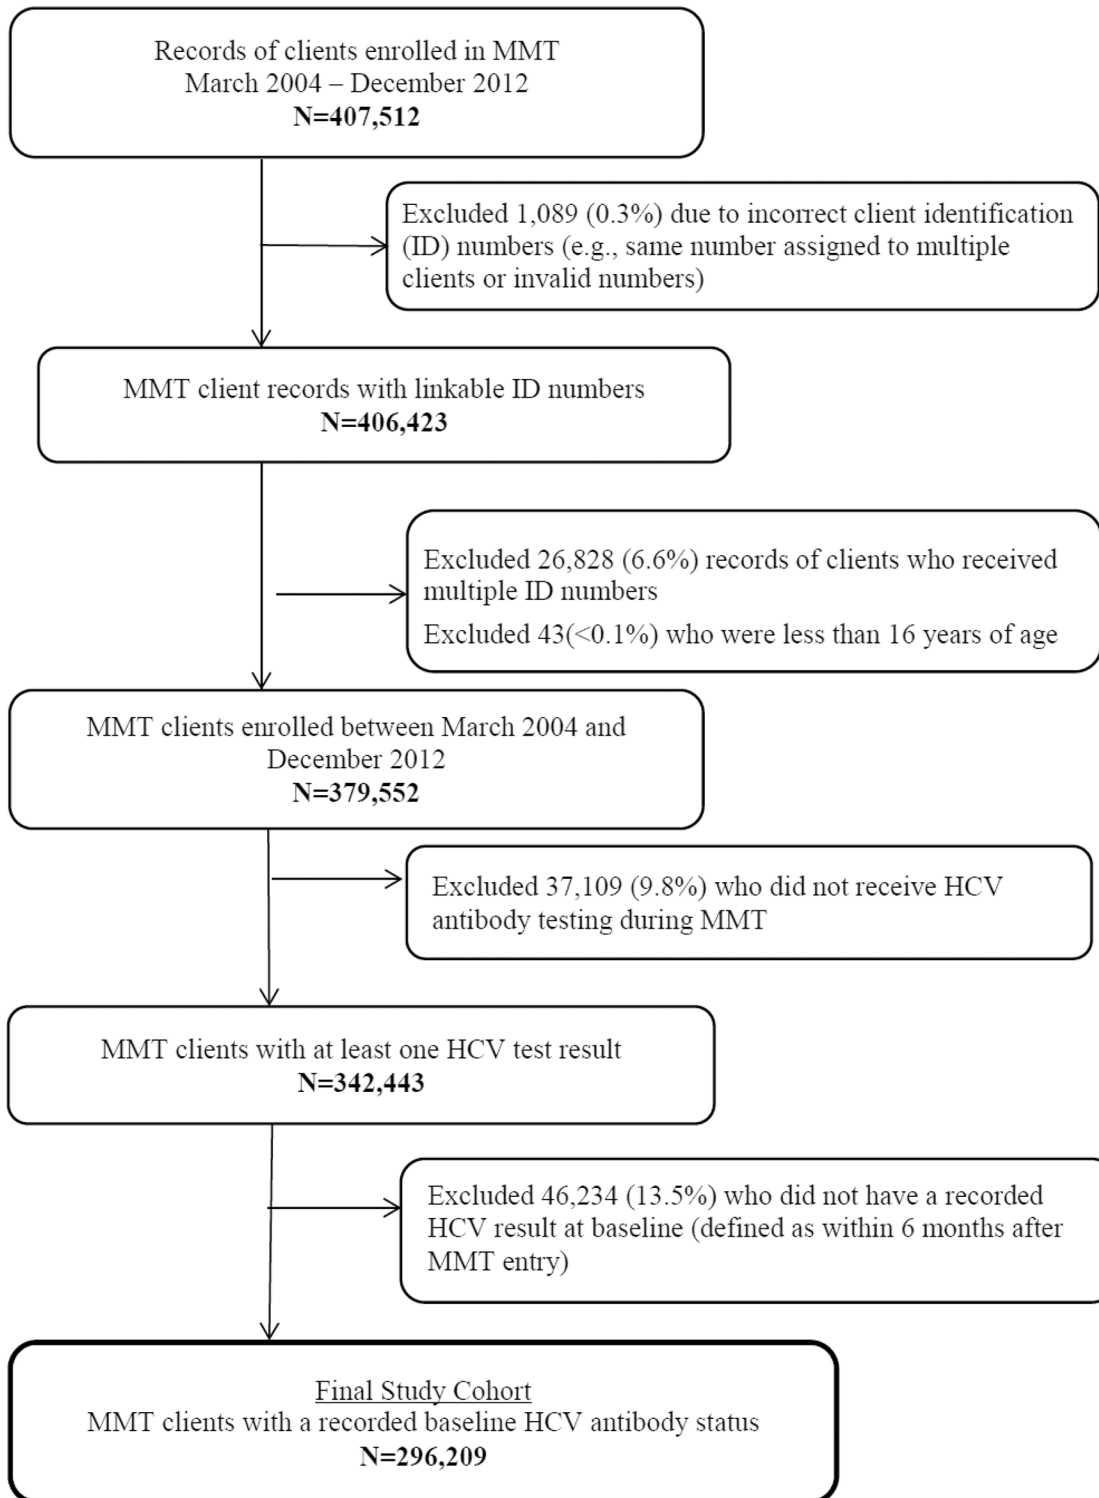 Records of clients enrolled in MMT
March 2004 – December 2012
N=407,512
Excluded 1,089 (0.3%) due to incorrect client identification
(ID) numbers (e.g., same number assigned to multiple
clients or invalid numbers)
MMT client records with linkable ID numbers
N=406,423
Excluded 26,828 (6.6%) records of clients who received
multiple ID numbers
Excluded 43(<0.1%) who were less than 16 years of age
MMT clients enrolled between March 2004 and
December 2012
N=379,552
Excluded 37,109 (9.8%) who did not receive HCV
antibody testing during MMT
MMT clients with at least one HCV test result
N=342,443
Excluded 46,234 (13.5%) who did not have a recorded
HCV result at baseline (defined as within 6 months after
MMT entry)
Final Study Cohort
MMT clients with a recorded baseline HCV antibody status
N=296,209